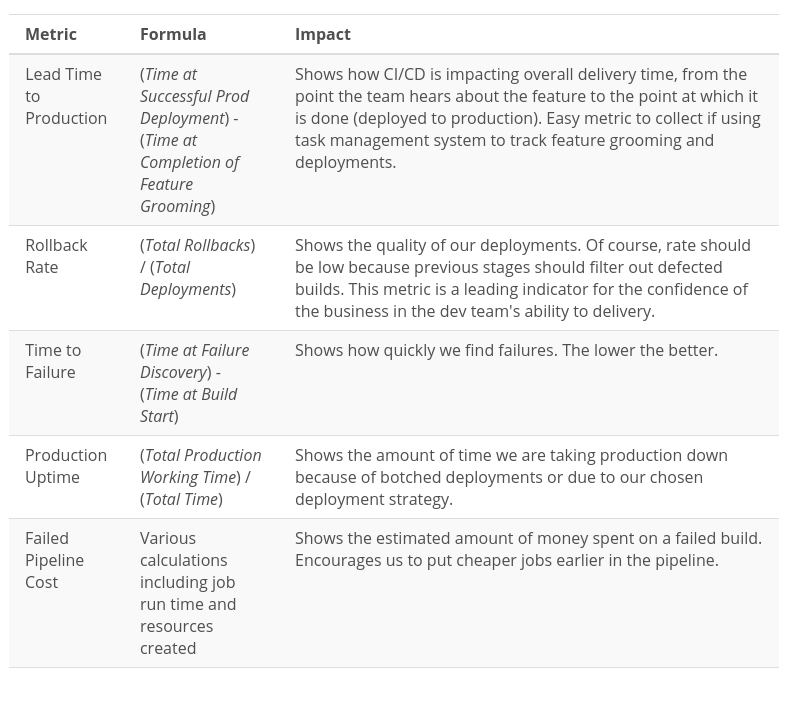 Metric Formula Impact
Lead Time
to
Production
(Time at
Successful Prod
Deployment) -
(Time at
Completion of
Feature
Grooming)
Shows how CI/CD is impacting overall delivery time, from the
point the team hears about the feature to the point at which it
is done (deployed to production). Easy metric to collect if using
task management system to track feature grooming and
deployments.
Rollback
Rate
(Total Rollbacks)
/ (Total
Deployments)
Shows the quality of our deployments. Of course, rate should
be low because previous stages should filter out defected
builds. This metric is a leading indicator for the confidence of
the business in the dev team's ability to delivery.
Time to
Failure
(Time at Failure
Discovery) -
(Time at Build
Start)
Shows how quickly we find failures. The lower the better.
Production
Uptime
(Total Production
Working Time) /
(Total Time)
Shows the amount of time we are taking production down
because of botched deployments or due to our chosen
deployment strategy.
Failed
Pipeline
Cost
Various
calculations
including job
run time and
resources
created
Shows the estimated amount of money spent on a failed build.
Encourages us to put cheaper jobs earlier in the pipeline.